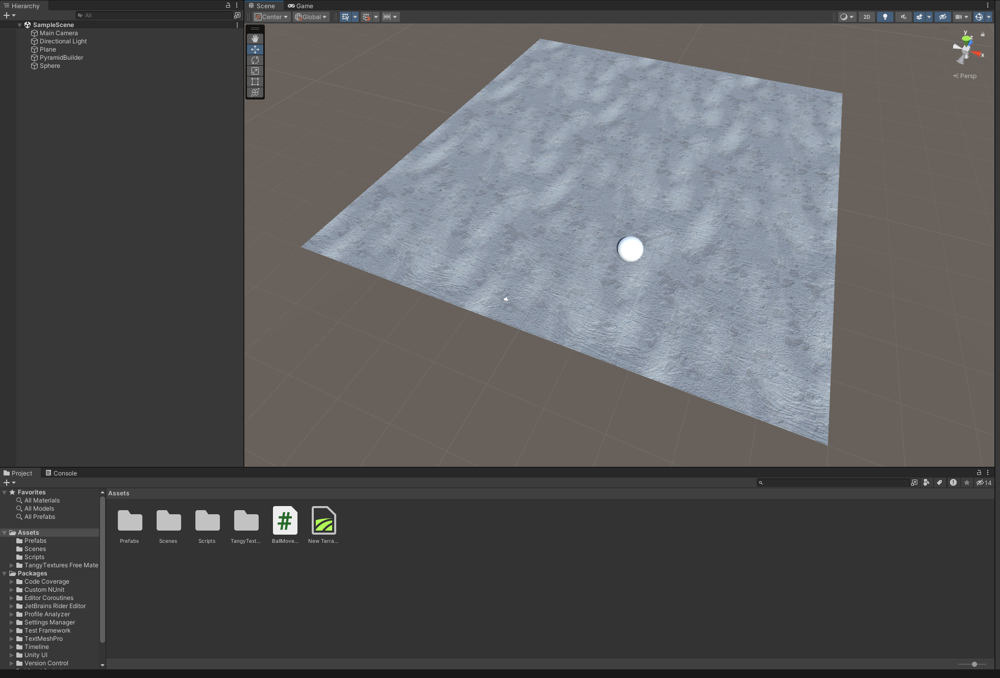 Hierarchy
Scene
Game
All
Center
Global
2D
SampleScene
Main Camera
Directional Light
Plane
PyramidBuilder
Sphere
y
z
x
Persp
Project
Console
14
Favorites
All Materials
All Models
All Prefabs
Assets
Prefabs
Scenes
Scripts
TangyTextures Free Mate
Packages
Code Coverage
Custom NUnit
Editor Coroutines
JetBrains Rider Editor
Profile Analyzer
Settings Manager
Test Framework
TextMeshPro
Timeline
Unity UI
Version Control
Assets
Prefabs
Scenes
Scripts
TangyText...
BallMove...
New Terra...